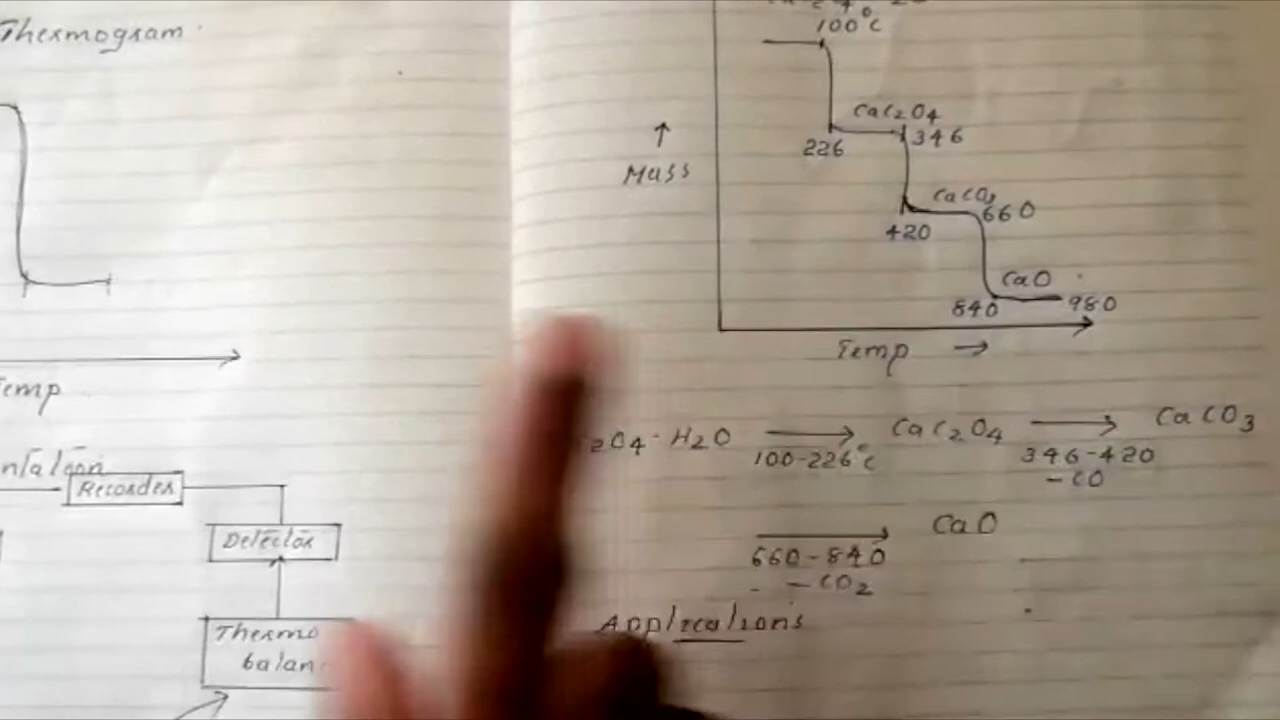 Thermogram
Temp
Recorder
Detector
Thermo
balan
100°C
CaC2O4
226
346
↑
Mass
CaCO3
420
660
CaO
840
980
Temp →
2O4·H2O → CaC2O4 → CaCO3
100-226°C 346-420
-CO
→ CaO
660-840
- CO2
Applications